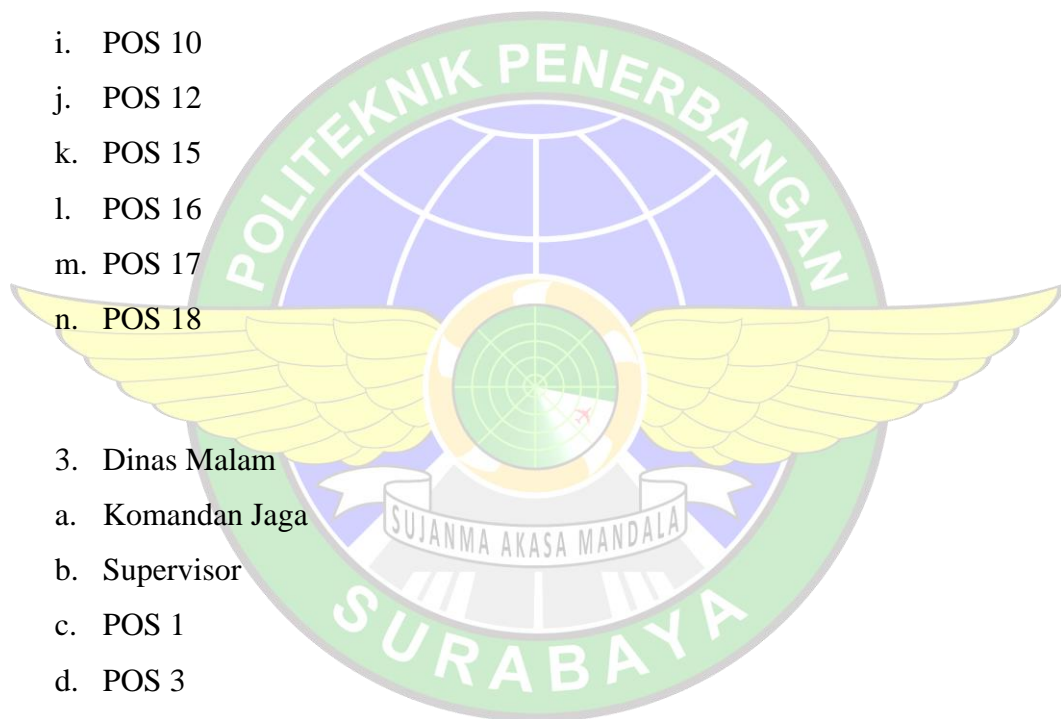 i. POS 10
j. POS 12
k. POS 15
l. POS 16
m. POS 17
n. POS 18
3. Dinas Malam
a. Komandan Jaga
b. Supervisor
c. POS 1
d. POS 3
POLITEKNIK PENERBANGAN
SUJANMA AKASA MANDALA
SURABAYA